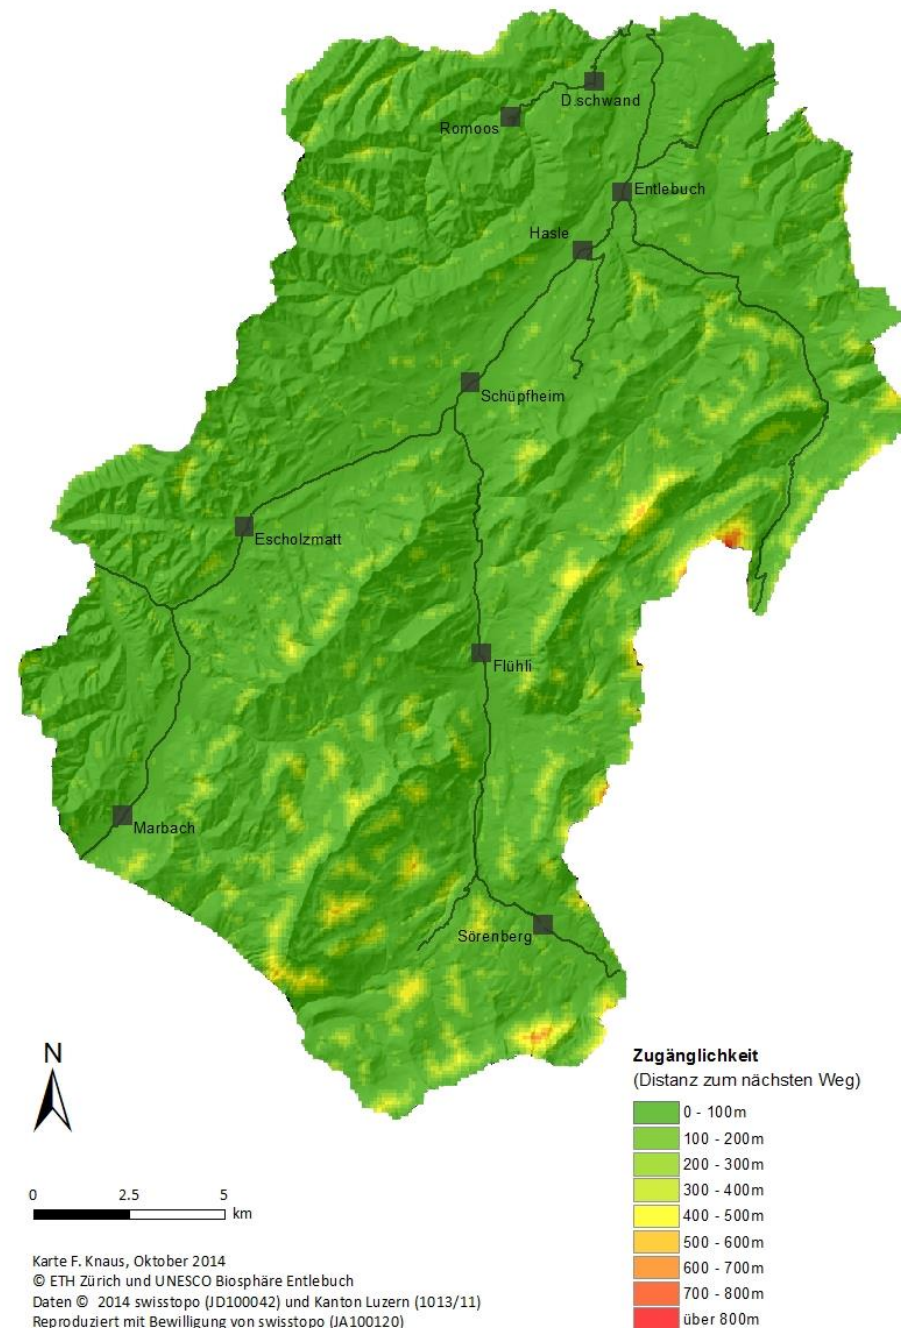 D.schwand
Romoos
Entlebuch
Hasle
Schüpfheim
Escholzmatt
Flühli
Marbach
Sörenberg
N
0 2.5 5
km
Zugänglichkeit
(Distanz zum nächsten Weg)
0 - 100m
100 - 200m
200 - 300m
300 - 400m
400 - 500m
500 - 600m
600 - 700m
700 - 800m
über 800m
Karte F. Knaus, Oktober 2014
© ETH Zürich und UNESCO Biosphäre Entlebuch
Daten © 2014 swisstopo (JD100042) und Kanton Luzern (1013/11)
Reproduziert mit Bewilligung von swisstopo (JA100120)